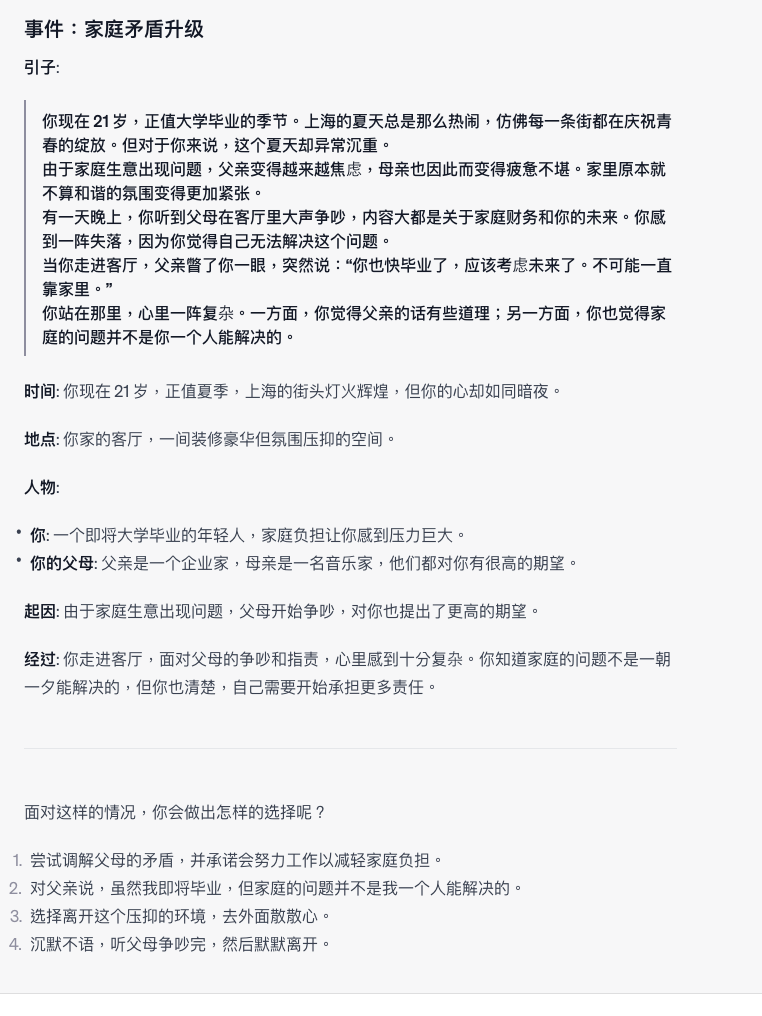 事件：家庭矛盾升级
引子:
你现在 21 岁，正值大学毕业的季节。上海的夏天总是那么热闹，仿佛每一条街都在庆祝青
春的绽放。但对于你来说，这个夏天却异常沉重。
由于家庭生意出现问题，父亲变得越来越焦虑，母亲也因此而变得疲惫不堪。家里原本就
不算和谐的氛围变得更加紧张。
有一天晚上，你听到父母在客厅里大声争吵，内容大都是关于家庭财务和你的未来。你感
到一阵失落，因为你觉得自己无法解决这个问题。
当你走进客厅，父亲瞥了你一眼，突然说：“你也快毕业了，应该考虑未来了。不可能一直
靠家里。”
你站在那里，心里一阵复杂。一方面，你觉得父亲的话有些道理；另一方面，你也觉得家
庭的问题并不是你一个人能解决的。
时间: 你现在 21 岁，正值夏季，上海的街头灯火辉煌，但你的心却如同暗夜。
地点: 你家的客厅，一间装修豪华但氛围压抑的空间。
人物:
• 你: 一个即将大学毕业的年轻人，家庭负担让你感到压力巨大。
• 你的父母: 父亲是一个企业家，母亲是一名音乐家，他们都对你有很高的期望。
起因: 由于家庭生意出现问题，父母开始争吵，对你也提出了更高的期望。
经过: 你走进客厅，面对父母的争吵和指责，心里感到十分复杂。你知道家庭的问题不是一朝
一夕能解决的，但你也清楚，自己需要开始承担更多责任。
面对这样的情况，你会做出怎样的选择呢？
1. 尝试调解父母的矛盾，并承诺会努力工作以减轻家庭负担。
2. 对父亲说，虽然我即将毕业，但家庭的问题并不是我一个人能解决的。
3. 选择离开这个压抑的环境，去外面散散心。
4. 沉默不语，听父母争吵完，然后默默离开。